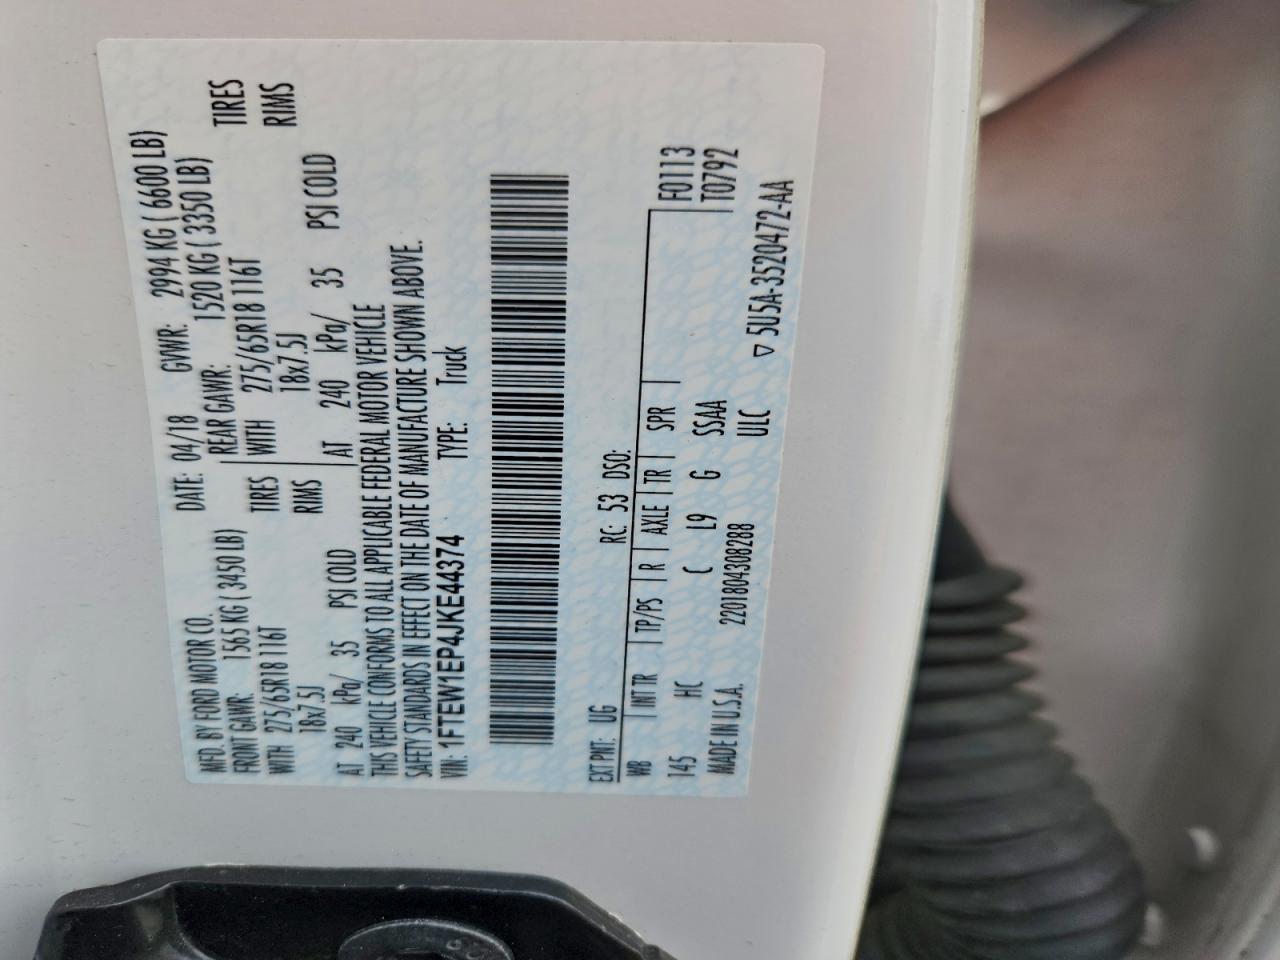 MFD. BY FORD MOTOR CO. DATE: 04/18 GVWR: 2994 KG ( 6600 LB)
FRONT GAWR: 1565 KG ( 3450 LB) REAR GAWR: 1520 KG ( 3350 LB)
WITH 275/65R18 116T TIRES WITH 275/65R18 116T TIRES
18x7.5J RIMS 18x7.5J RIMS
AT 240 kPa/ 35 PSI COLD AT 240 kPa/ 35 PSI COLD
THIS VEHICLE CONFORMS TO ALL APPLICABLE FEDERAL MOTOR VEHICLE
SAFETY STANDARDS IN EFFECT ON THE DATE OF MANUFACTURE SHOWN ABOVE.
VIN: 1FTEW1EP4JKE44374 TYPE: Truck
EXT PNT: UG RC: 53 DSO:
WB INT TR TP/PS R AXLE TR SPR F0113
145 HC C L9 G SSAA T0792
MADE IN U.S.A. 2201804308288 ULC ▽ 5U5A-3520472-AA